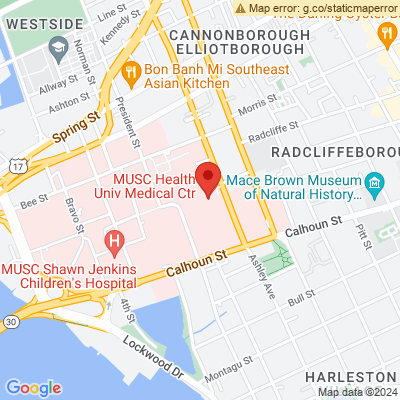 Map error: g.co/staticmaperror
WESTSIDE
Line St
Kennedy St
CANNONBOROUGH
ELLIOTBOROUGH
The Darling Oyster Bar
Norman St
Allway St
Ashton St
Bon Banh Mi Southeast
Asian Kitchen
Spring St
President St
Morris St
Radcliffe St
RADCLIFFEBOROU
17
Bee St
Bravo St
MUSC Health
Univ Medical Ctr
Mace Brown Museum
of Natural History...
Calhoun St
Pitt St
MUSC Shawn Jenkins
Children's Hospital
H
Calhoun St
Ashley Ave
4th St
30
Bull St
Lockwood Dr
Montagu St
HARLESTON
Google
Map data ©2024